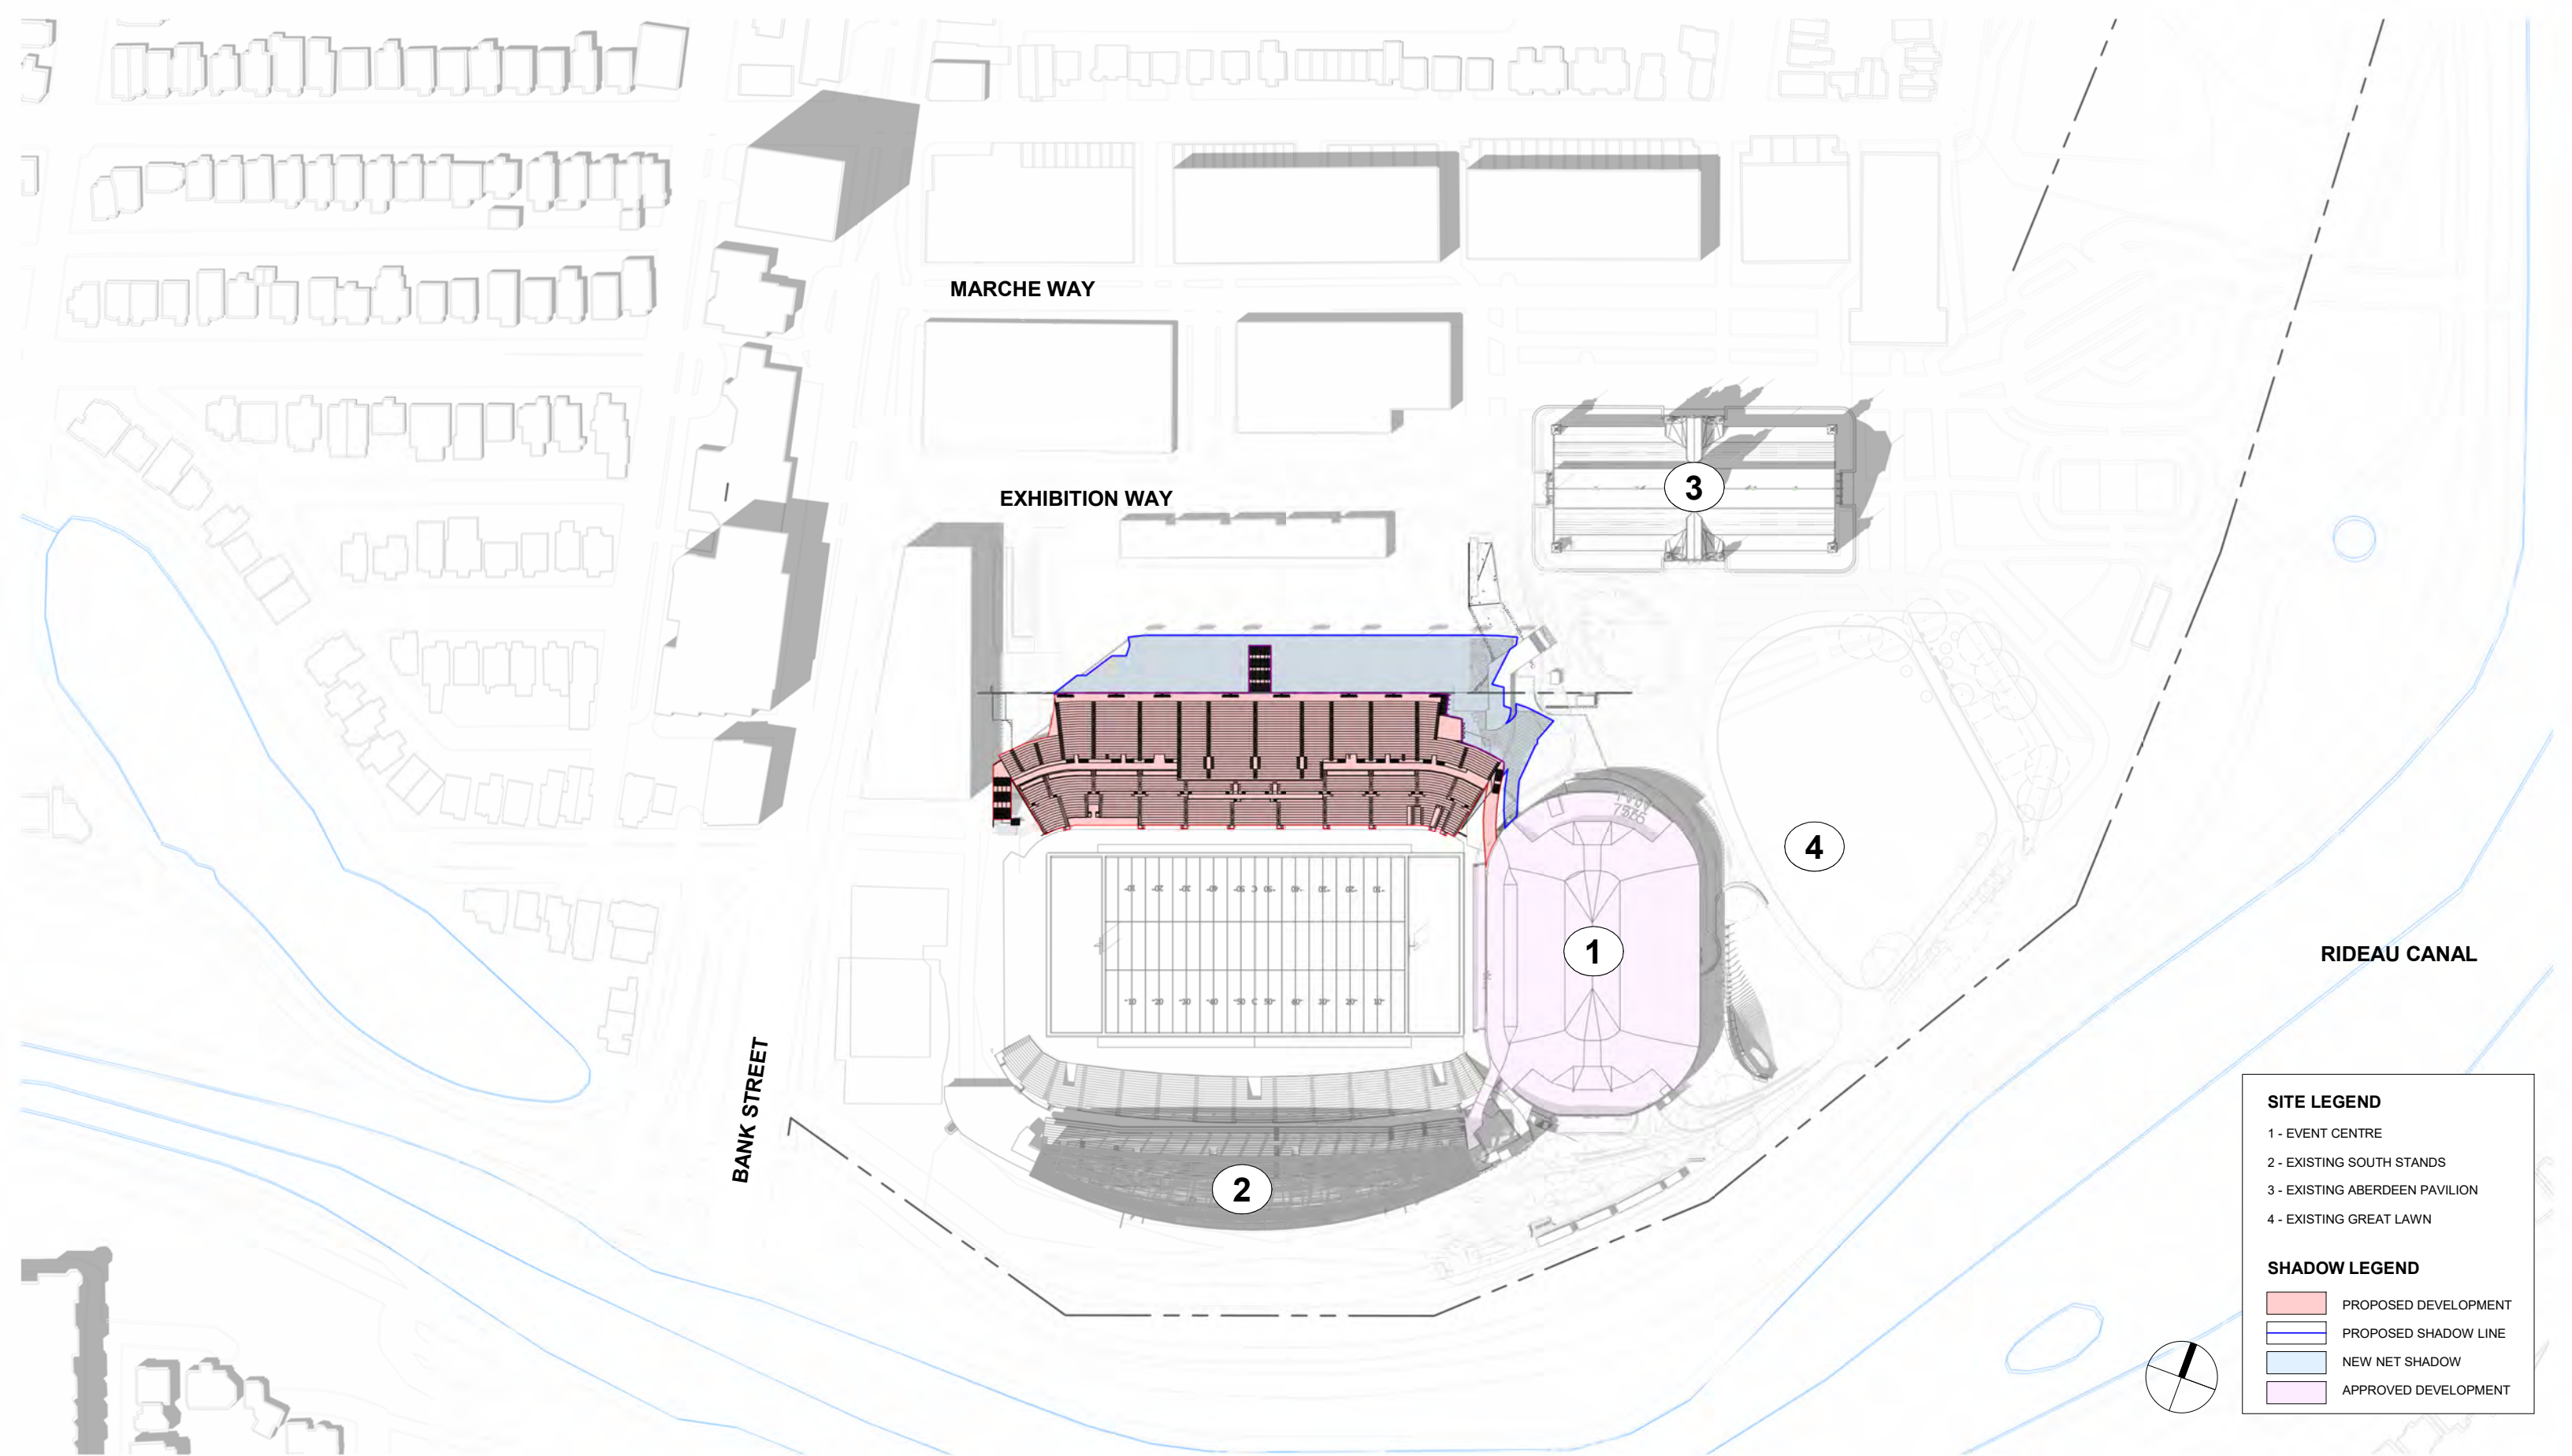 MARCHE WAY
EXHIBITION WAY
3
4
1
2
BANK STREET
RIDEAU CANAL
SITE LEGEND
1 - EVENT CENTRE
2 - EXISTING SOUTH STANDS
3 - EXISTING ABERDEEN PAVILION
4 - EXISTING GREAT LAWN
SHADOW LEGEND
PROPOSED DEVELOPMENT
PROPOSED SHADOW LINE
NEW NET SHADOW
APPROVED DEVELOPMENT